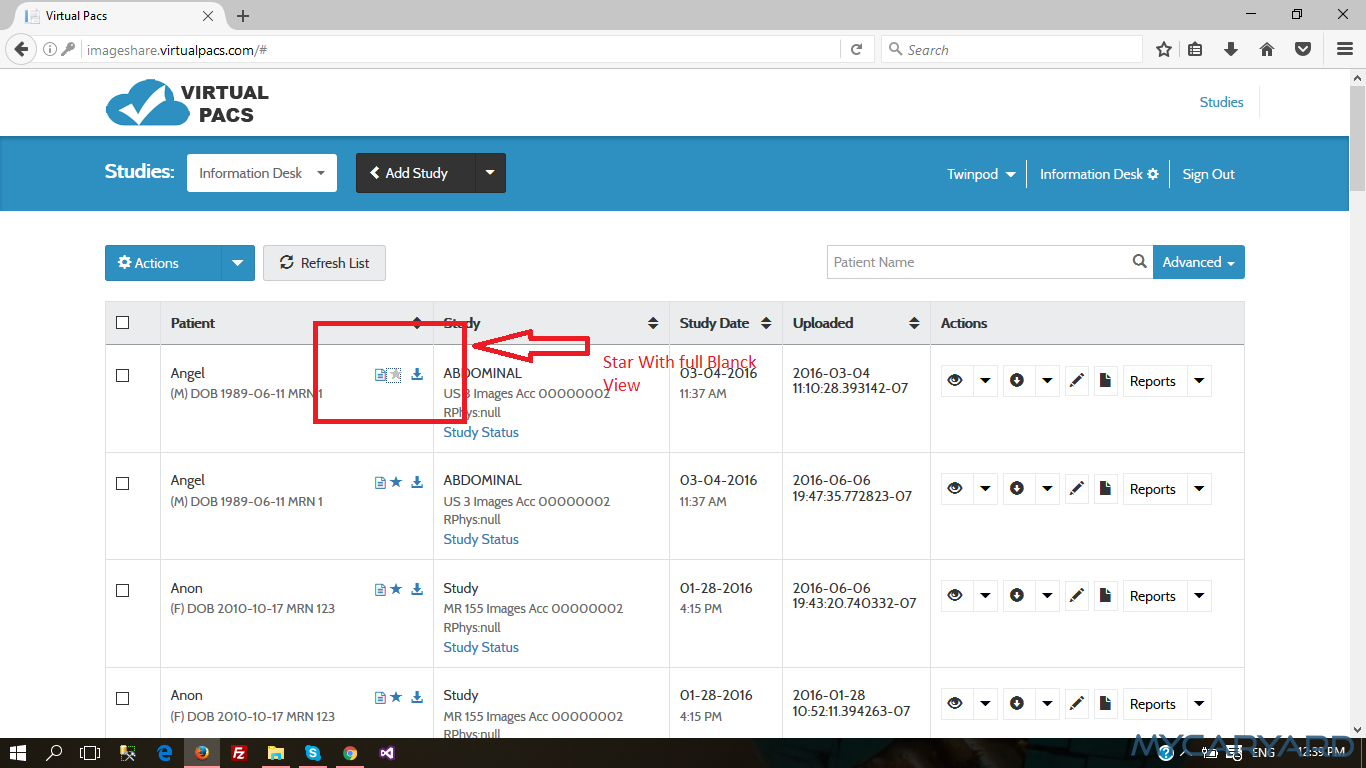 Virtual Pacs
imageshare.virtualpacs.com/#
Search
VIRTUAL
PACS
Studies
Studies:
Information Desk
Add Study
Twinpod
Information Desk
Sign Out
Actions
Refresh List
Patient Name
Advanced
Patient
Study
Study Date
Uploaded
Actions
Star With full Blanck
View
Angel
(M) DOB 1989-06-11 MRN 1
ABDOMINAL
US 3 Images Acc 00000002
RPhys:null
Study Status
03-04-2016
11:37 AM
2016-03-04
11:10:28.393142-07
Reports
Angel
(M) DOB 1989-06-11 MRN 1
ABDOMINAL
US 3 Images Acc 00000002
RPhys:null
Study Status
03-04-2016
11:37 AM
2016-06-06
19:47:35.772823-07
Reports
Anon
(F) DOB 2010-10-17 MRN 123
Study
MR 155 Images Acc 00000002
RPhys:null
Study Status
01-28-2016
4:15 PM
2016-06-06
19:43:20.740332-07
Reports
Anon
(F) DOB 2010-10-17 MRN 123
Study
MR 155 Images Acc 00000002
RPhys:null
01-28-2016
4:15 PM
2016-01-28
10:52:11.394263-07
Reports
MYCARYARD
ENG
12:39 PM